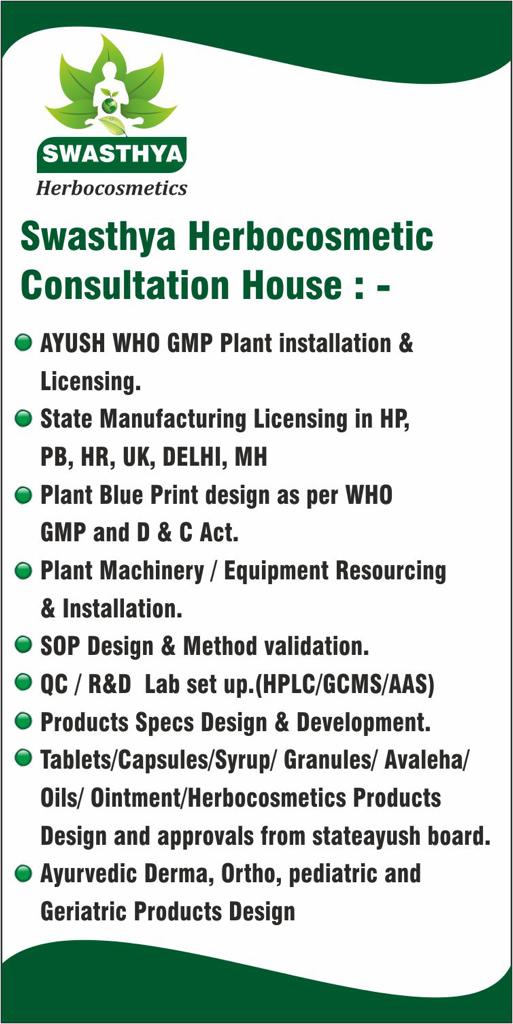 SWASTHYA
Herbocosmetics
Swasthya Herbocosmetic
Consultation House : -
AYUSH WHO GMP Plant installation &
Licensing.
State Manufacturing Licensing in HP,
PB, HR, UK, DELHI, MH
Plant Blue Print design as per WHO
GMP and D & C Act.
Plant Machinery / Equipment Resourcing
& Installation.
SOP Design & Method validation.
QC / R&D  Lab set up.(HPLC/GCMS/AAS)
Products Specs Design & Development.
Tablets/Capsules/Syrup/ Granules/ Avaleha/
Oils/ Ointment/Herbocosmetics Products
Design and approvals from stateayush board.
Ayurvedic Derma, Ortho, pediatric and
Geriatric Products Design